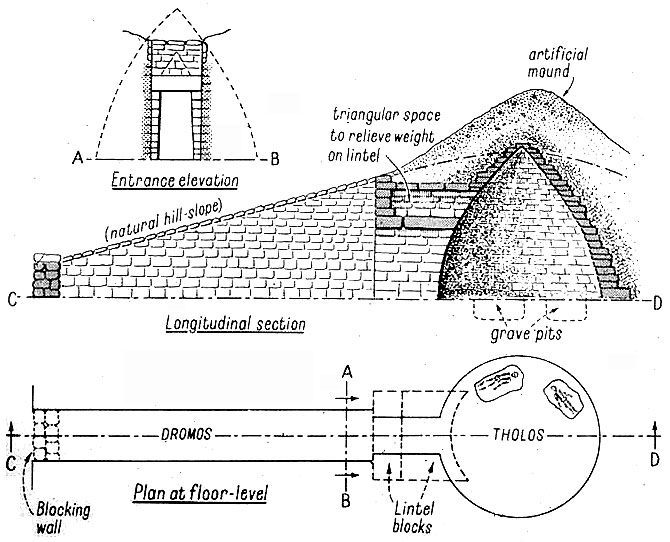 artificial
mound
triangular space
to relieve weight
on lintel
A
B
Entrance elevation
(natural hill-slope)
C
D
Longitudinal section
grave pits
A
DROMOS
THOLOS
C
D
B
Blocking
wall
Plan at floor-level
Lintel
blocks